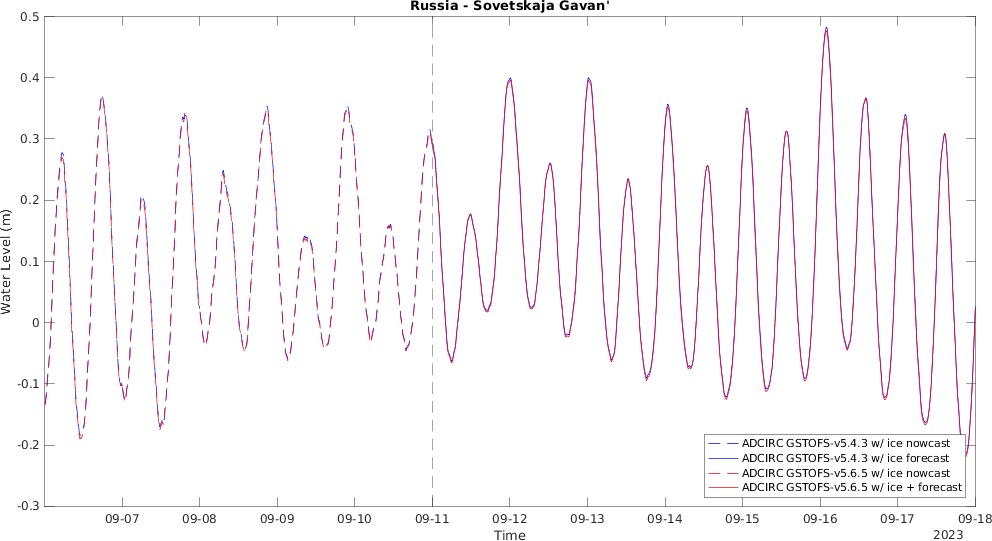 Russia - Sovetskaja Gavan'
0.5
0.4
0.3
0.2
0.1
0
-0.1
-0.2
-0.3
Water Level (m)
ADCIRC GSTOFS-v5.4.3 w/ ice nowcast
ADCIRC GSTOFS-v5.4.3 w/ ice forecast
ADCIRC GSTOFS-v5.6.5 w/ ice nowcast
ADCIRC GSTOFS-v5.6.5 w/ ice + forecast
09-07 09-08 09-09 09-10 09-11 09-12 09-13 09-14 09-15 09-16 09-17 09-18
Time
2023